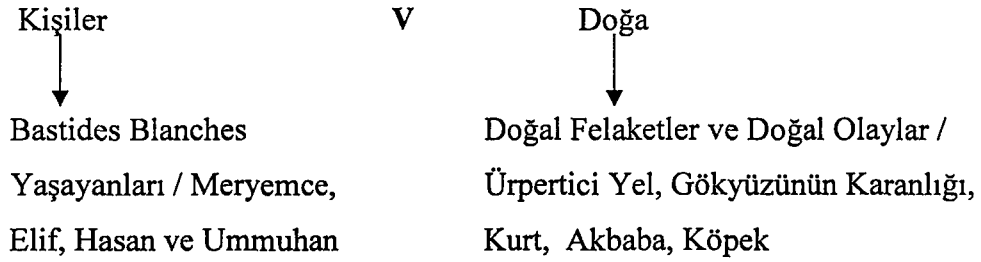 Kişiler V Doğa
Bastides Blanches Doğal Felaketler ve Doğal Olaylar /
Yaşayanları / Meryemce, Ürpertici Yel, Gökyüzünün Karanlığı,
Elif, Hasan ve Ummuhan Kurt, Akbaba, Köpek